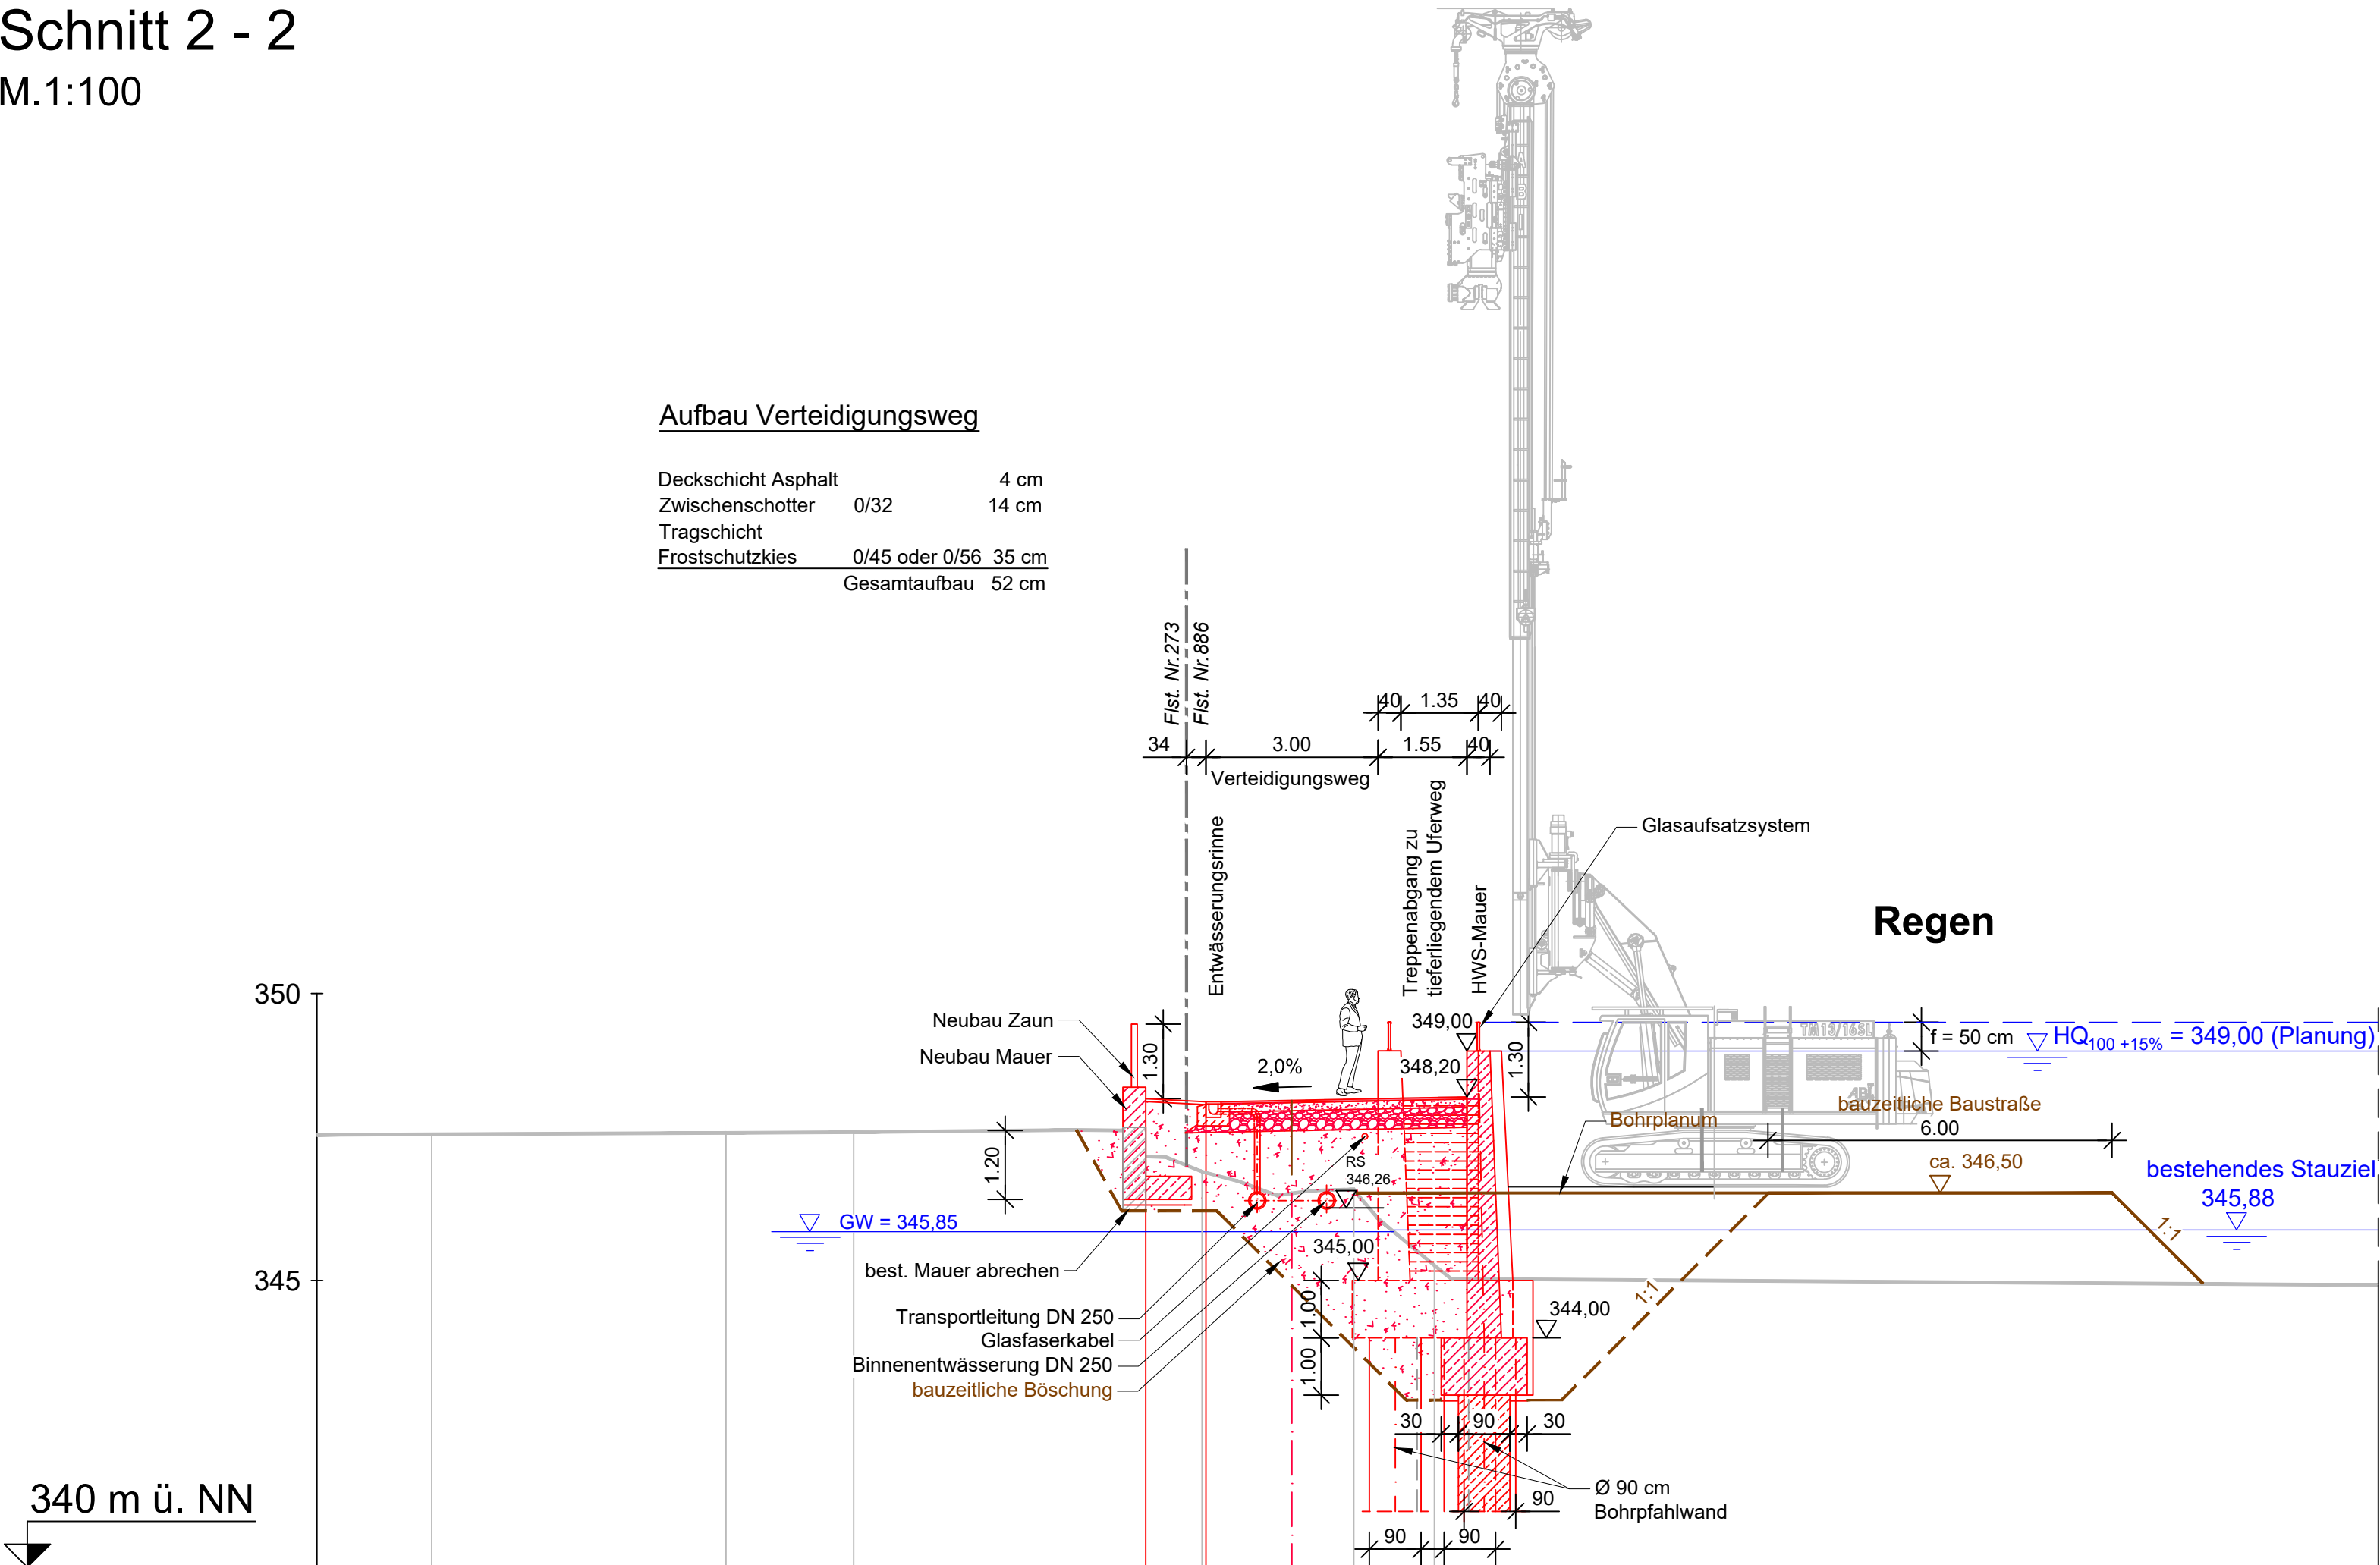 Schnitt 2 - 2
M.1:100
Aufbau Verteidigungsweg
Deckschicht Asphalt 4 cm
Zwischenschotter 0/32 14 cm
Tragschicht
Frostschutzkies 0/45 oder 0/56 35 cm
Gesamtaufbau 52 cm
Flst. Nr.273
Flst. Nr.886
40 1.35 40
34 3.00 1.55 40
Verteidigungsweg
Entwässerungsrinne
Treppenabgang zu
tieferliegendem Uferweg
HWS-Mauer
Glasaufsatzsystem
Regen
350
Neubau Zaun
Neubau Mauer
1.30
2,0%
349,00
348,20
1.30
TM 13/16SL
f = 50 cm
HQ100 +15% = 349,00 (Planung)
ABI
bauzeitliche Baustraße
Bohrplanum
6.00
1.20
RS
346,26
ca. 346,50
bestehendes Stauziel
345,88
GW = 345,85
1:1
345,00
345
best. Mauer abrechen
1:1
1.00
344,00
Transportleitung DN 250
Glasfaserkabel
Binnenentwässerung DN 250
1.00
bauzeitliche Böschung
30 90 30
Ø 90 cm
Bohrpfahlwand
90
340 m ü. NN
90 90